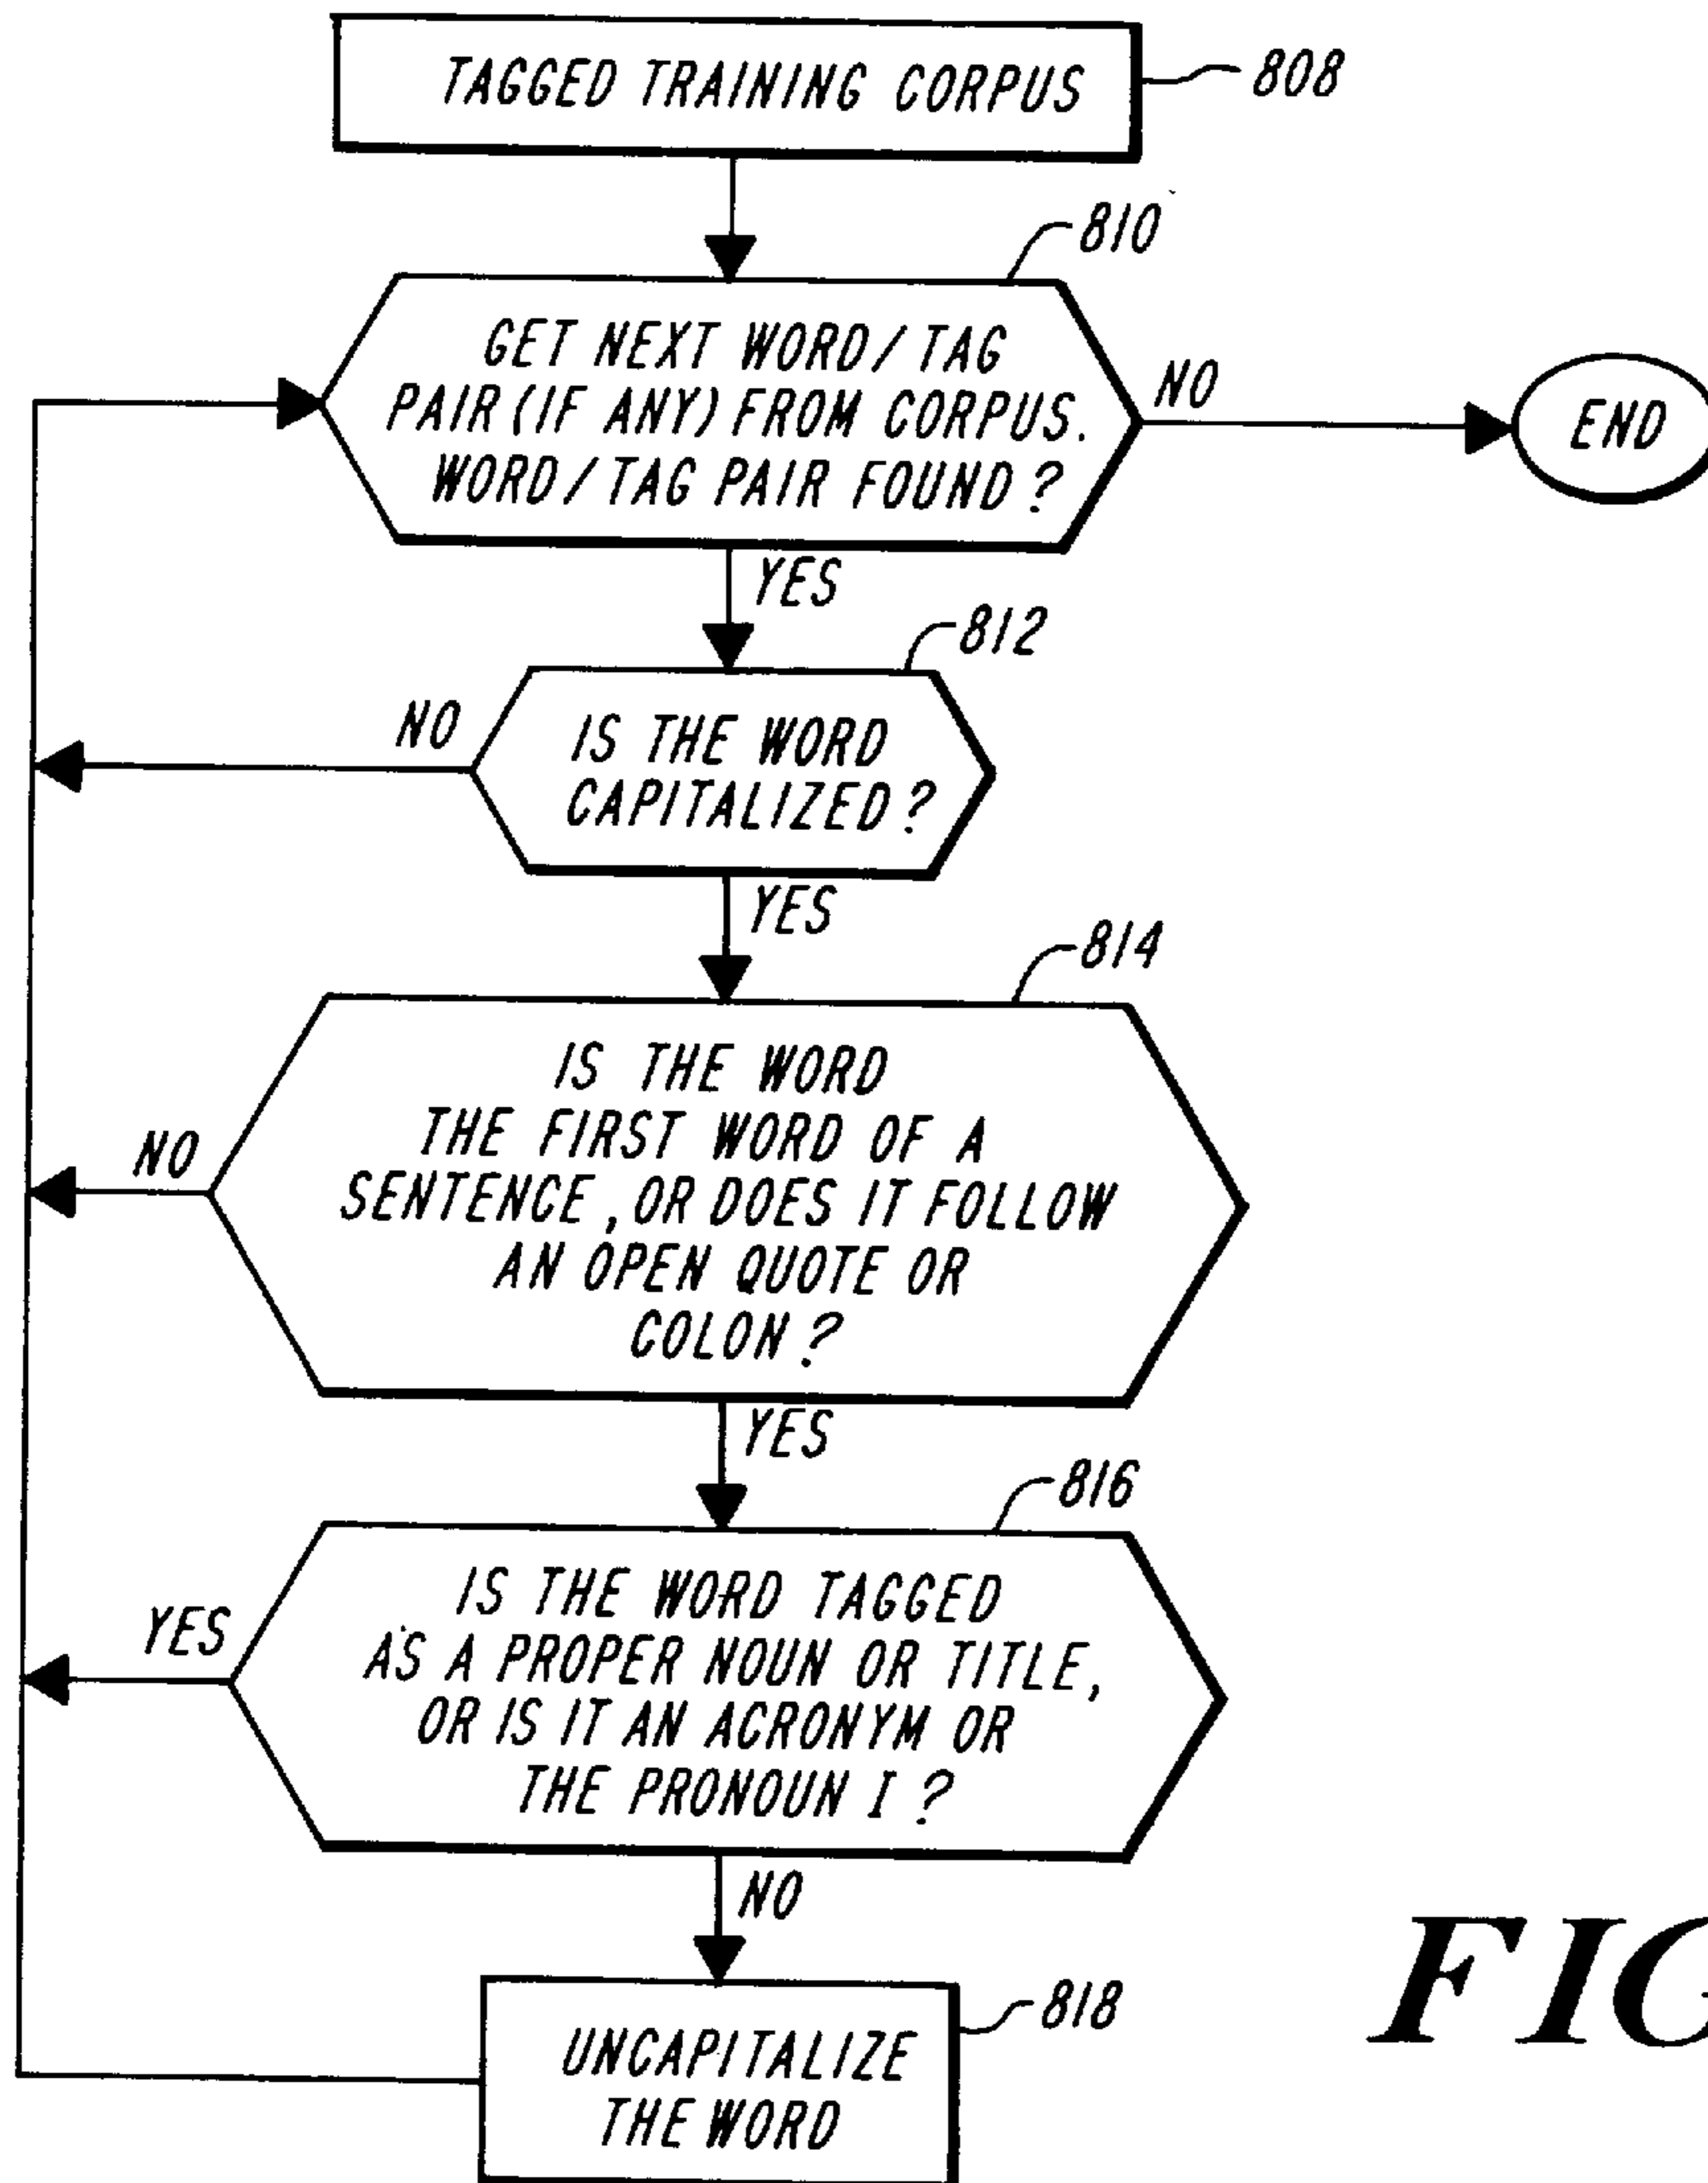 TAGGED TRAINING CORPUS
808
810
GET NEXT WORD/TAG
PAIR(IF ANY) FROM CORPUS.
WORD/TAG PAIR FOUND?
NO
END
YES
812
IS THE WORD
CAPITALIZED?
NO
YES
814
IS THE WORD
THE FIRST WORD OF A
SENTENCE, OR DOES IT FOLLOW
AN OPEN QUOTE OR
COLON?
NO
YES
816
IS THE WORD TAGGED
AS A PROPER NOUN OR TITLE,
OR IS IT AN ACRONYM OR
THE PRONOUN I?
YES
NO
818
UNCAPITALIZE
THE WORD
FIG